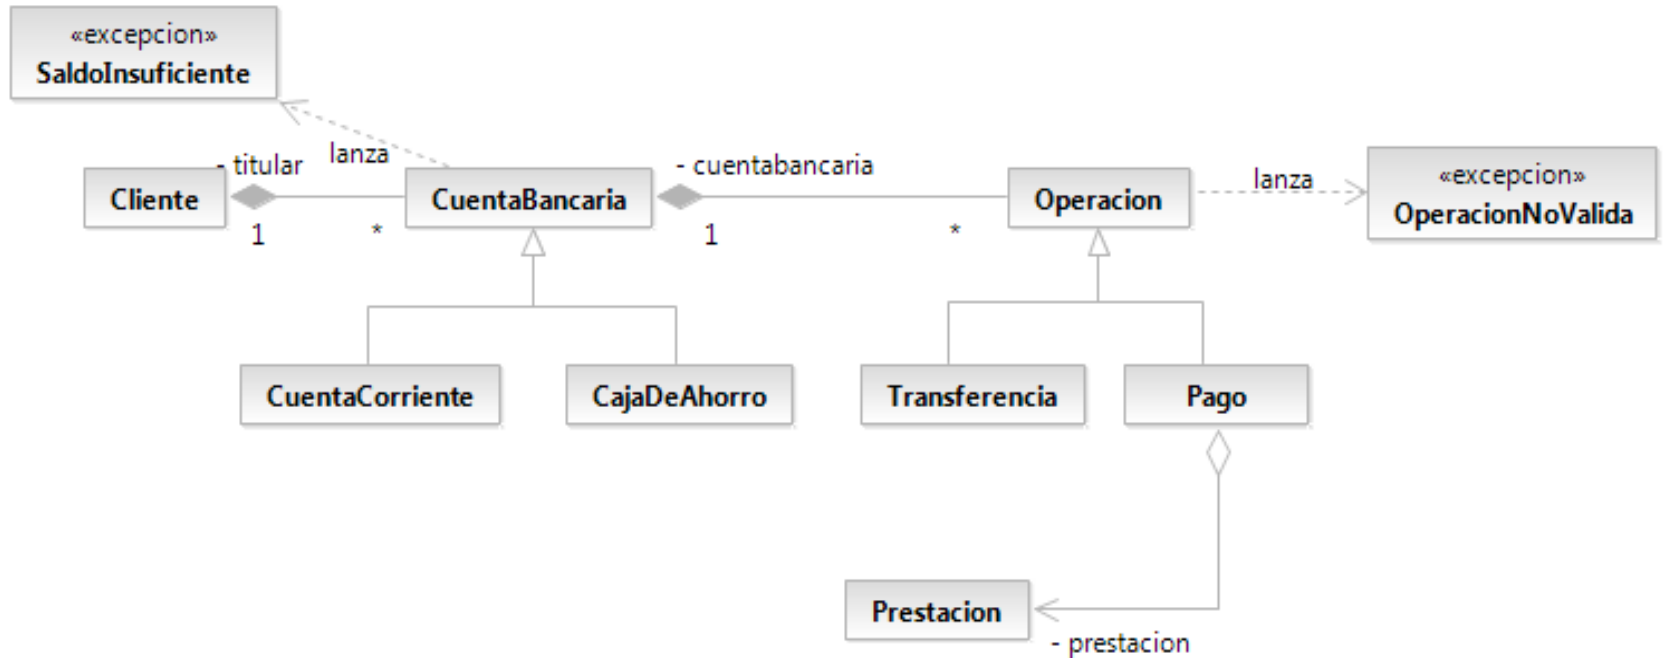 «excepcion»
SaldoInsuficiente
lanza
- titular
- cuentabancaria
lanza
«excepcion»
OperacionNoValida
Cliente
CuentaBancaria
Operacion
1
*
1
*
CuentaCorriente
CajaDeAhorro
Transferencia
Pago
Prestacion
- prestacion